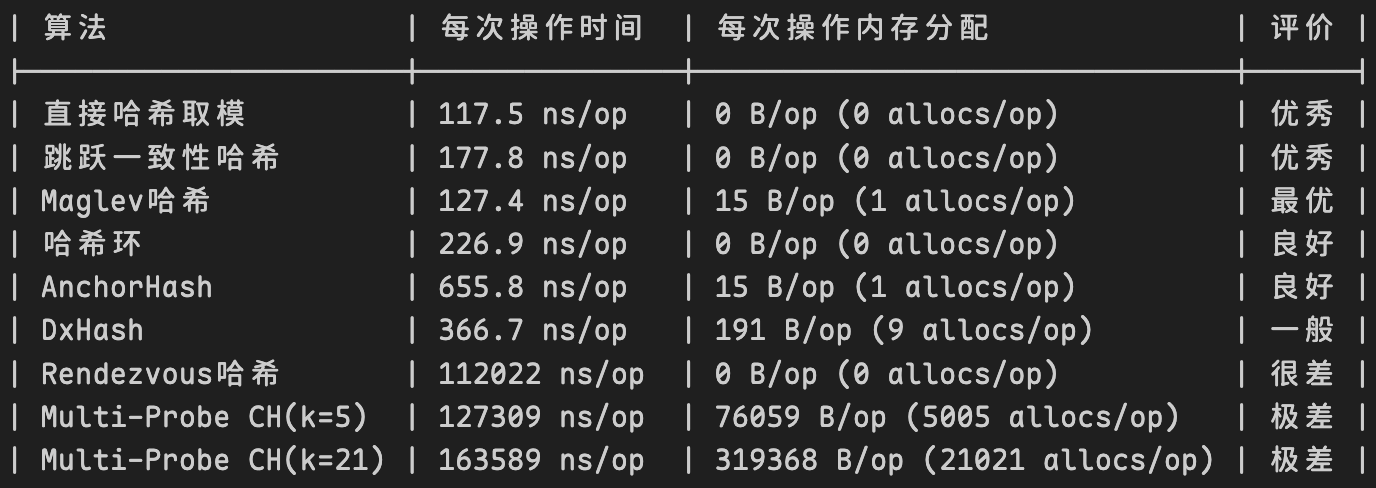 | 算法 | 每次操作时间 | 每次操作内存分配 | 评价 |
| 直接哈希取模 | 117.5 ns/op | 0 B/op (0 allocs/op) | 优秀 |
| 跳跃一致性哈希 | 177.8 ns/op | 0 B/op (0 allocs/op) | 优秀 |
| Maglev哈希 | 127.4 ns/op | 15 B/op (1 allocs/op) | 最优 |
| 哈希环 | 226.9 ns/op | 0 B/op (0 allocs/op) | 良好 |
| AnchorHash | 655.8 ns/op | 15 B/op (1 allocs/op) | 良好 |
| DxHash | 366.7 ns/op | 191 B/op (9 allocs/op) | 一般 |
| Rendezvous哈希 | 112022 ns/op | 0 B/op (0 allocs/op) | 很差 |
| Multi-Probe CH(k=5) | 127309 ns/op | 76059 B/op (5005 allocs/op) | 极差 |
| Multi-Probe CH(k=21) | 163589 ns/op | 319368 B/op (21021 allocs/op) | 极差 |